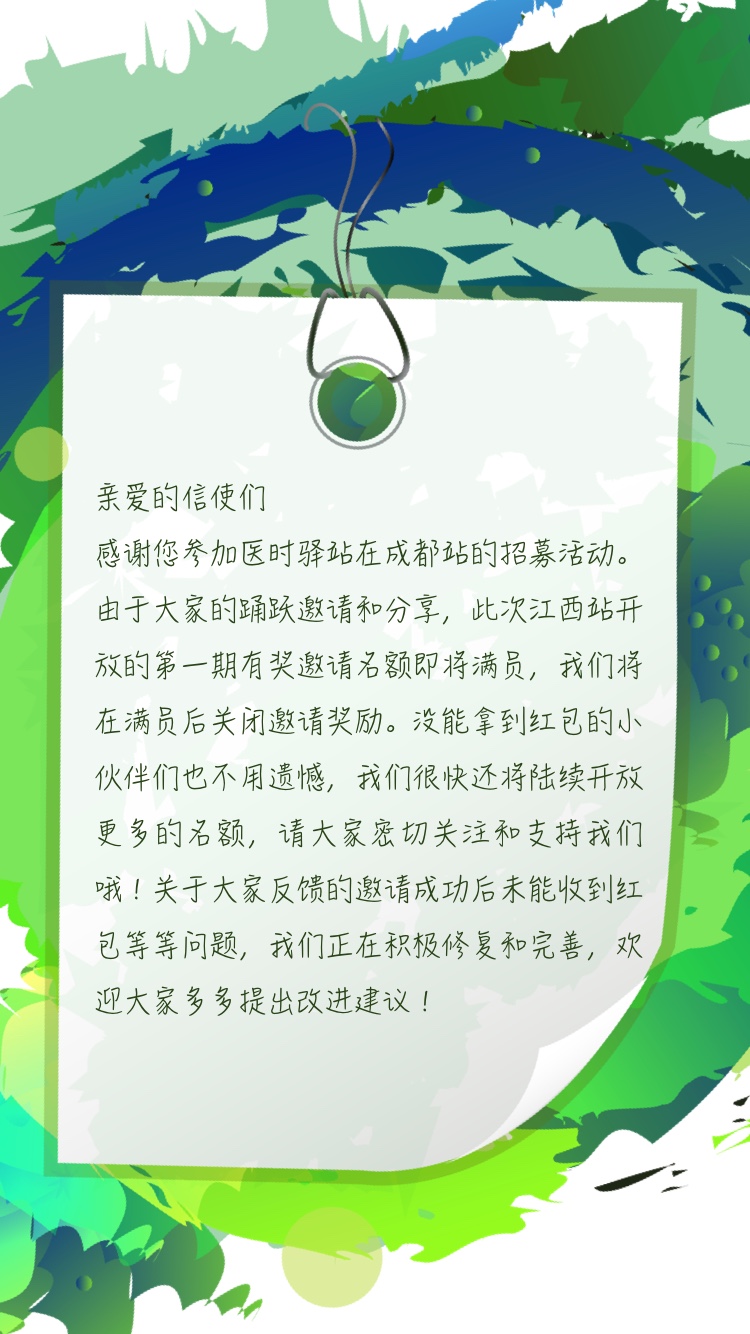 亲爱的信使们
感谢您参加医时驿站在成都站的招募活动。
由于大家的踊跃邀请和分享，此次江西站开
放的第一期有奖邀请名额即将满员，我们将
在满员后关闭邀请奖励。没能拿到红包的小
伙伴们也不用遗憾，我们很快还将陆续开放
更多的名额，请大家密切关注和支持我们
哦！关于大家反馈的邀请成功后未能收到红
包等等问题，我们正在积极修复和完善，欢
迎大家多多提出改进建议！